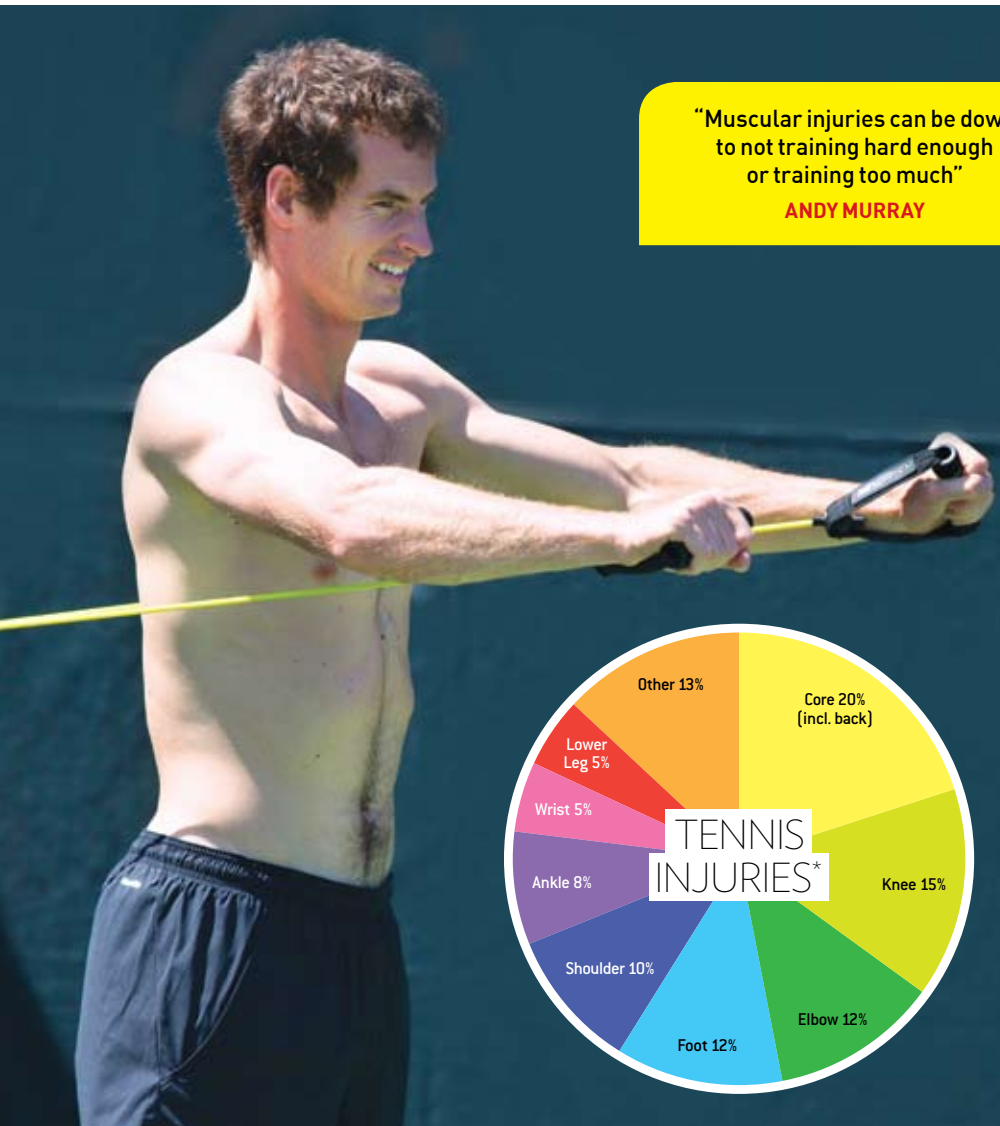 “Muscular injuries can be dow
to not training hard enough
or training too much”
ANDY MURRAY
Other 13%
Core 20%
(incl. back)
Lower
Leg 5%
Wrist 5%
TENNIS
INJURIES*
Ankle 8%
Knee 15%
Shoulder 10%
Elbow 12%
Foot 12%